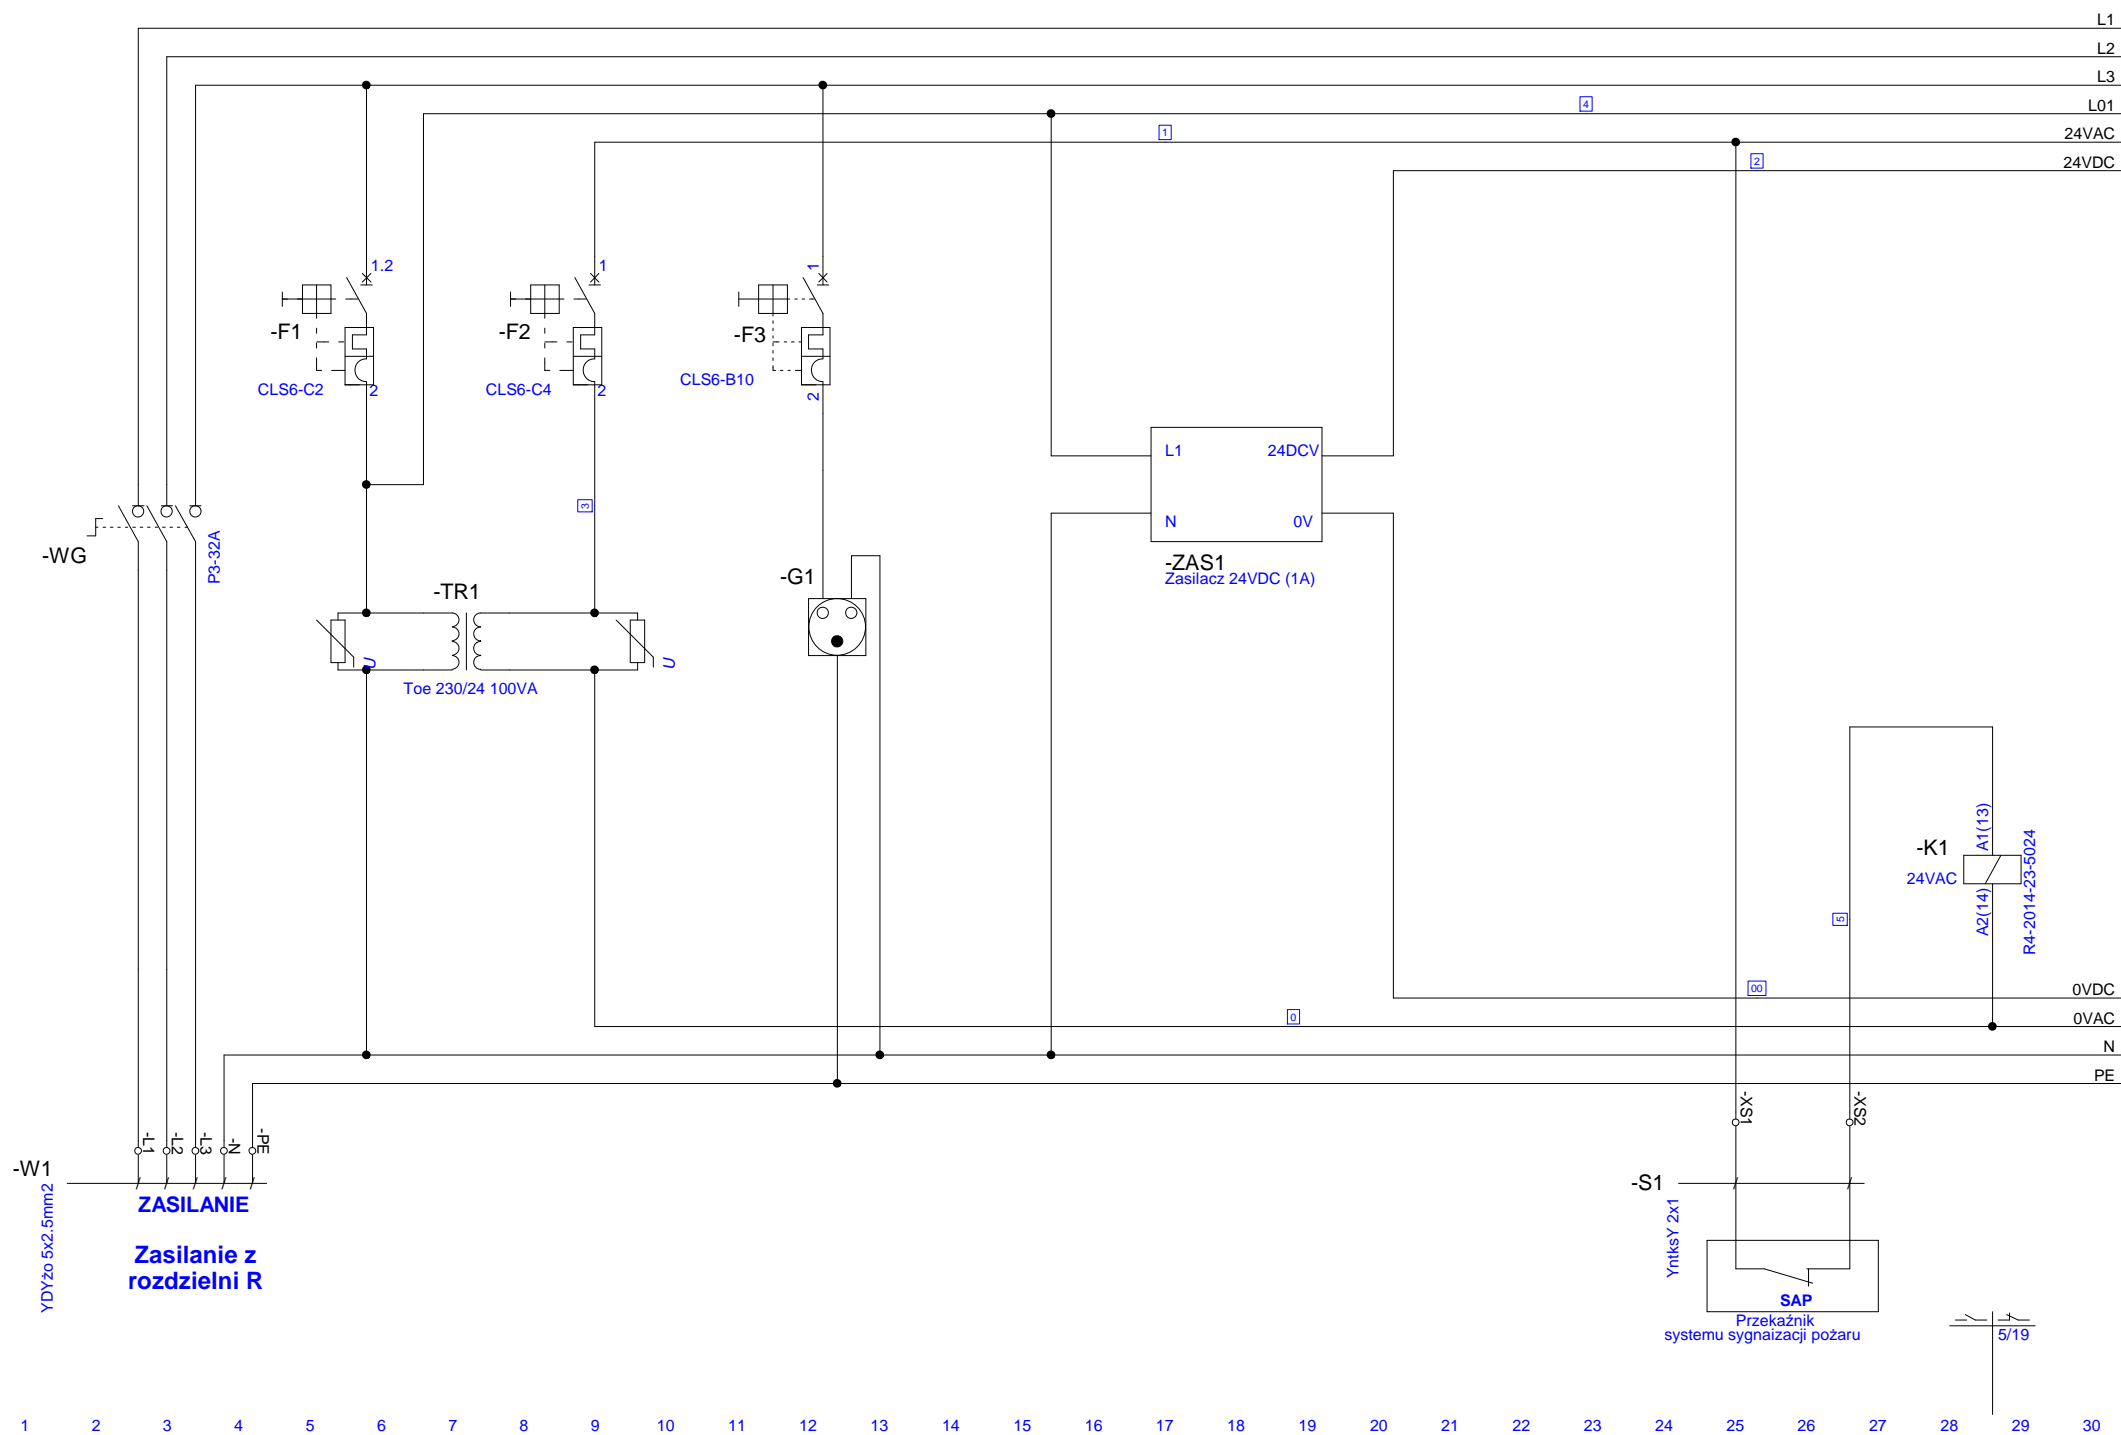 L1
L2
L3
4
L01
1
24VAC
2
24VDC
1.2
1
1
-F1
-F2
-F3
CLS6-C2
2
CLS6-C4
2
CLS6-B10
2
L1
24DCV
N
0V
3
-WG
P3-32A
-ZAS1
Zasilacz 24VDC (1A)
-TR1
-G1
U
U
Toe 230/24 100VA
A1(13)
-K1
24VAC
A2(14)
R4-2014-23-5024
5
00
0VDC
0
0VAC
N
PE
-L1
-L2
-L3
-N
-PE
-XS1
-XS2
-W1
YDYżo 5x2.5mm2
ZASILANIE
Zasilanie z
rozdzielni R
-S1
YntksY 2x1
SAP
Przekaźnik
systemu sygnaizacji pożaru
5/19
1 2 3 4 5 6 7 8 9 10 11 12 13 14 15 16 17 18 19 20 21 22 23 24 25 26 27 28 29 30